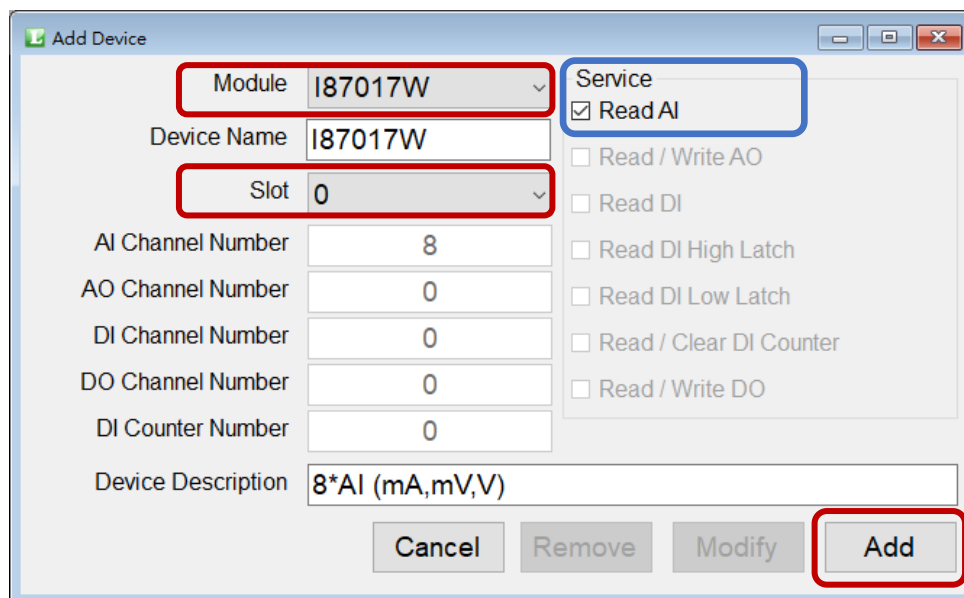 Add Device
Module I87017W
Device Name I87017W
Slot 0
AI Channel Number 8
AO Channel Number 0
DI Channel Number 0
DO Channel Number 0
DI Counter Number 0
Service
Read AI
Read / Write AO
Read DI
Read DI High Latch
Read DI Low Latch
Read / Clear DI Counter
Read / Write DO
Device Description 8*AI (mA,mV,V)
Cancel Remove Modify Add